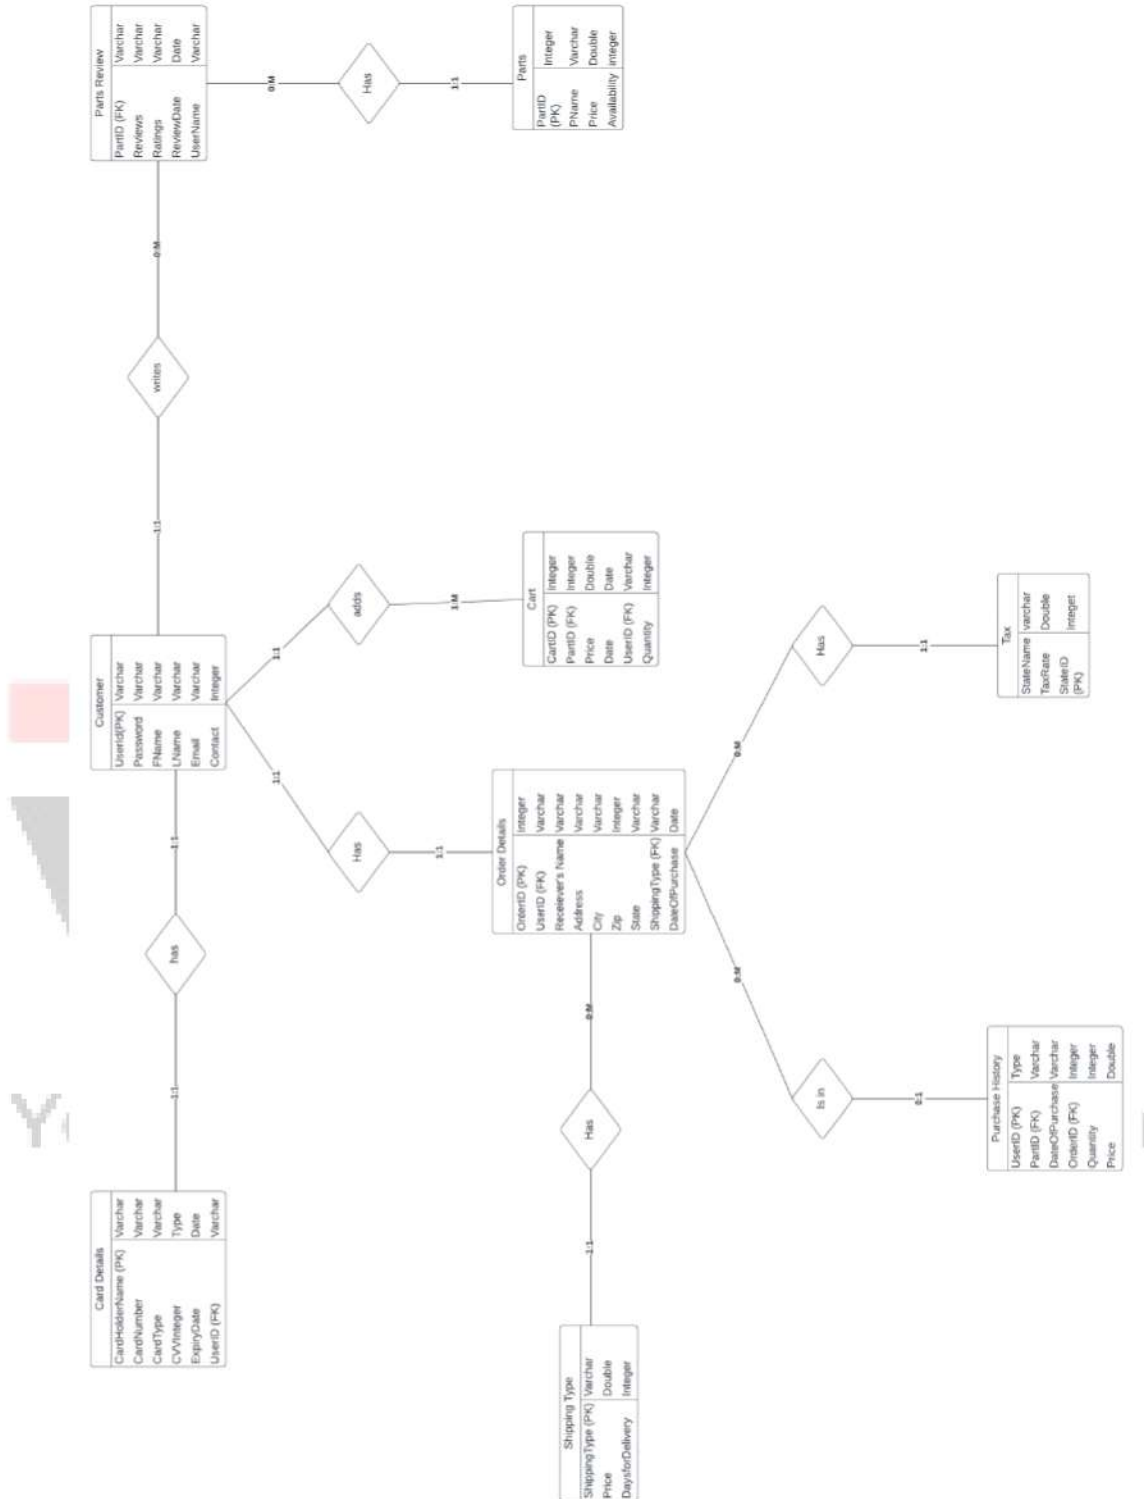 Card Details
CardHolderName (PK) Varchar
CardNumber Varchar
CardType Varchar
CVVInteger Type
ExpiryDate Date
UserID (FK) Varchar
1:1
has
1:1
Customer
UserId(PK) Varchar
Password Varchar
FName Varchar
LName Varchar
Email Varchar
Contact Integer
1:1
writes
0:M
Parts Review
PartID (FK) Varchar
Reviews Varchar
Ratings Varchar
ReviewDate Date
UserName Varchar
0:M
Has
1:1
Parts
PartID (PK) Integer
PName Varchar
Price Double
Availability integer
1:1
adds
1:M
Cart
CartID (PK) Integer
PartID (FK) Integer
Price Double
Date Date
UserID (FK) Varchar
Quantity Integer
1:1
Has
1:1
Order Details
OrderID (PK) Integer
UserID (FK) Varchar
Receiever's Name Varchar
Address Varchar
City Varchar
Zip Integer
State Varchar
ShppingType (FK) Varchar
DateOfPurchase Date
0:M
Has
1:1
Shipping Type
ShippingType (PK) Varchar
Price Double
DaysforDelivery Integer
0:M
Is in
0:1
Purchase History
UserID (PK) Type
PartID (FK) Varchar
DateOfPurchase Varchar
OrderID (FK) Integer
Quantity Integer
Price Double
0:M
Has
1:1
Tax
StateName varchar
TaxRate Double
StateID (PK) Integet